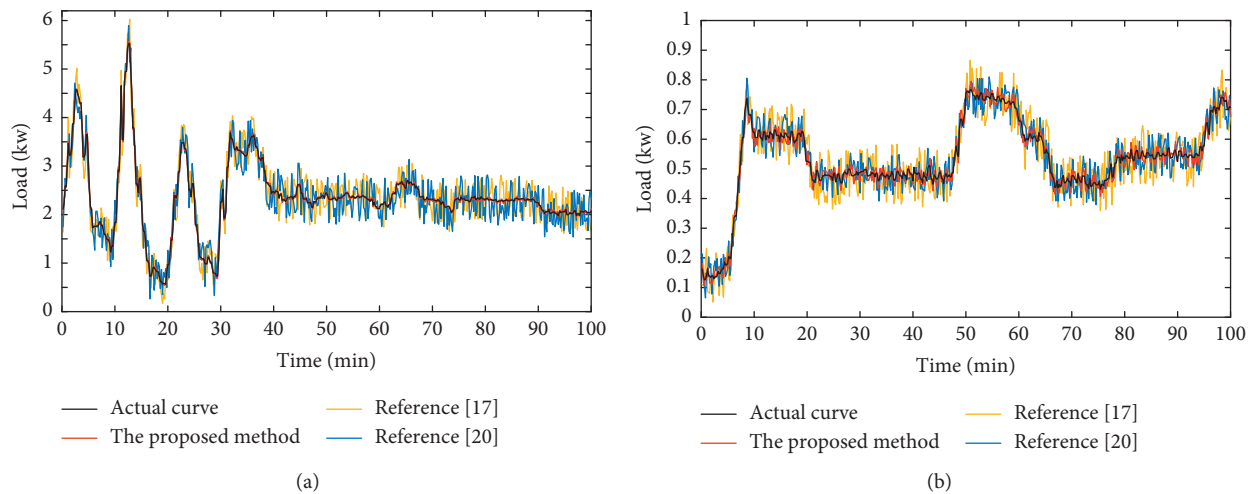 6
5
4
3
2
1
0
Load (kw)
0 10 20 30 40 50 60 70 80 90 100
Time (min)
Actual curve
The proposed method
Reference [17]
Reference [20]
(a)
1
0.9
0.8
0.7
0.6
0.5
0.4
0.3
0.2
0.1
0
Load (kw)
0 10 20 30 40 50 60 70 80 90 100
Time (min)
Actual curve
The proposed method
Reference [17]
Reference [20]
(b)